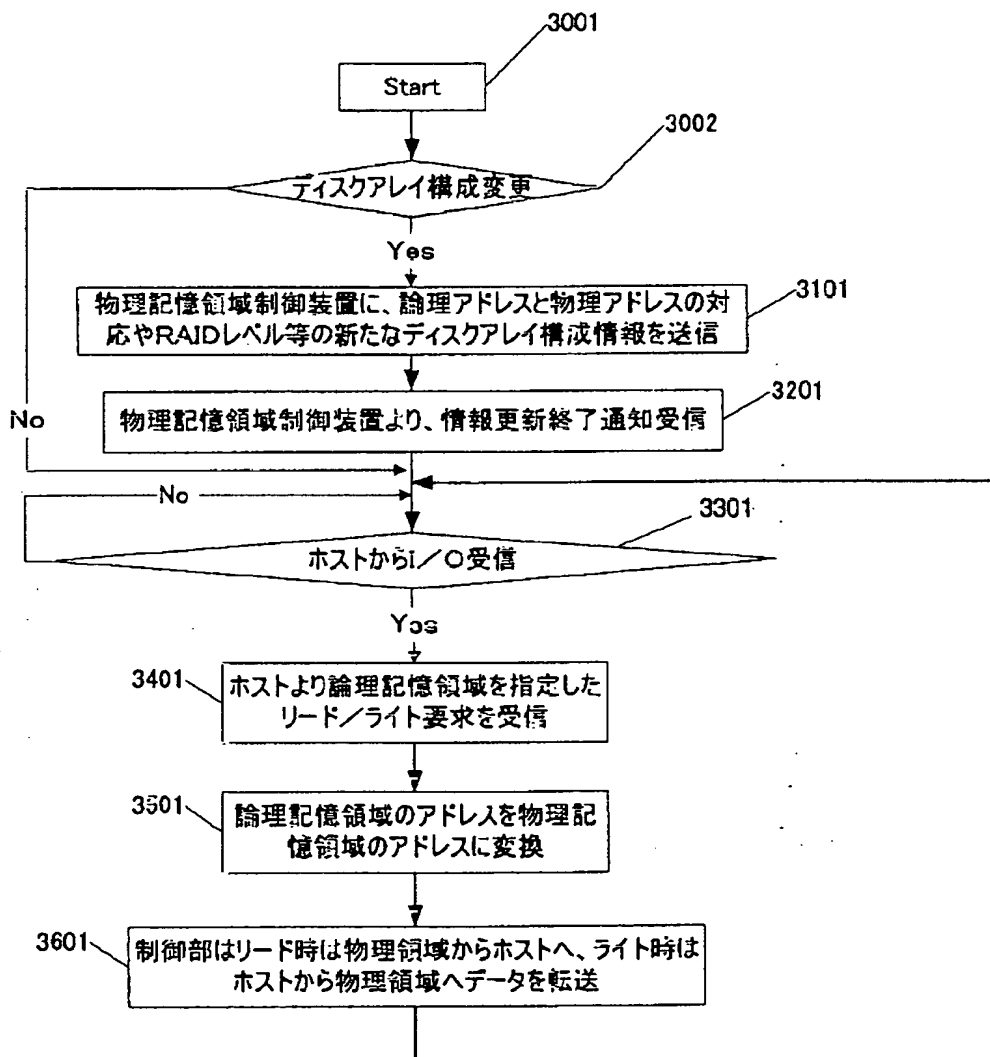 3001
Start
3002
ディスクアレイ構成変更
Yes
物理記憶領域制御装置に、論理アドレスと物理アドレスの対
応やRAIDレベル等の新たなディスクアレイ構成情報を送信
3101
3201
No
物理記憶領域制御装置より、情報更新終了通知受信
No
3301
ホストからI／O受信
Yes
3401
ホストより論理記憶領域を指定した
リード／ライト要求を受信
3501
論理記憶領域のアドレスを物理記
憶領域のアドレスに変換
3601
制御部はリード時は物理領域からホストへ、ライト時は
ホストから物理領域へデータを転送